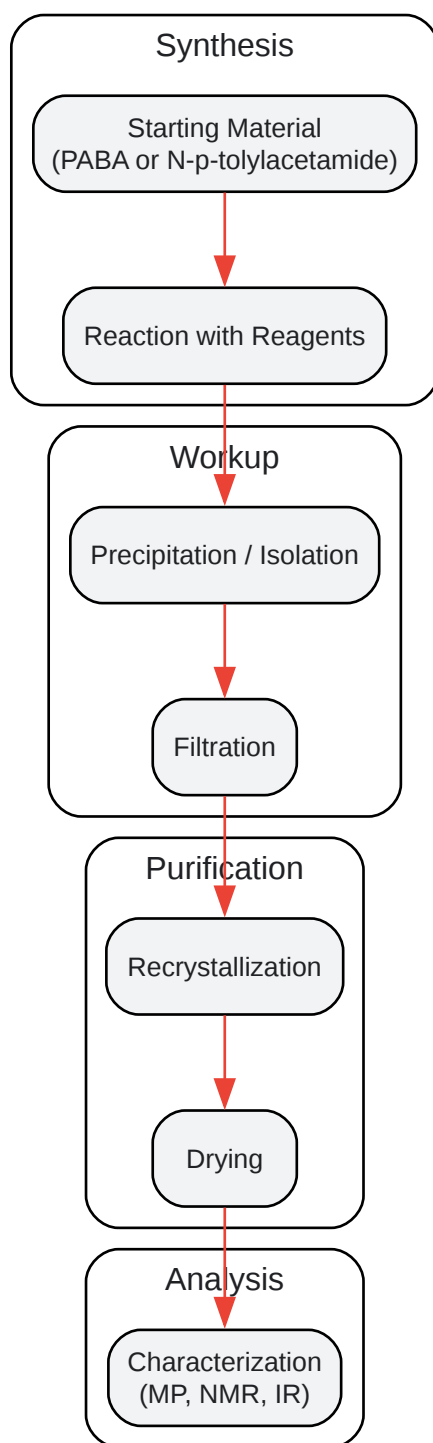 Synthesis
Starting Material
(PABA or N-p-tolylacetamide)
Reaction with Reagents
Workup
Precipitation / Isolation
Filtration
Purification
Recrystallization
Drying
Analysis
Characterization
(MP, NMR, IR)